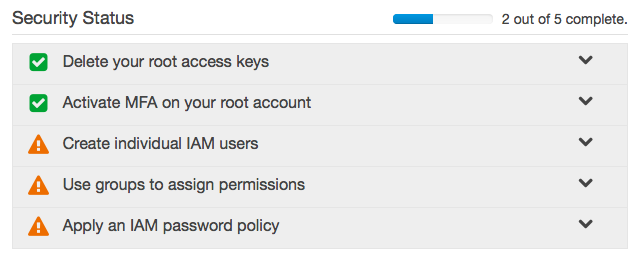 Security Status
2 out of 5 complete.
Delete your root access keys
Activate MFA on your root account
Create individual IAM users
Use groups to assign permissions
Apply an IAM password policy